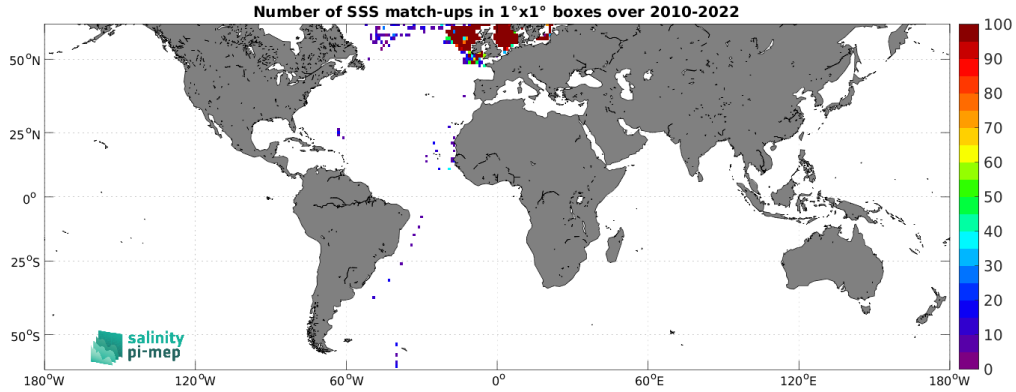 Number of SSS match-ups in 1°x1° boxes over 2010-2022
50°N
25°N
0°
25°S
50°S
180°W 120°W 60°W 0° 60°E 120°E 180°W
100
90
80
70
60
50
40
30
20
10
0
salinity
pi-mep